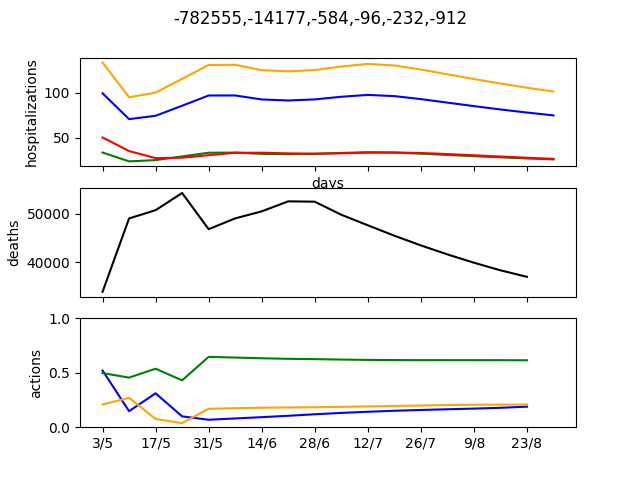 -782555,-14177,-584,-96,-232,-912
hospitalizations
100
50
days
deaths
50000
40000
actions
1.0
0.5
0.0
3/5 17/5 31/5 14/6 28/6 12/7 26/7 9/8 23/8